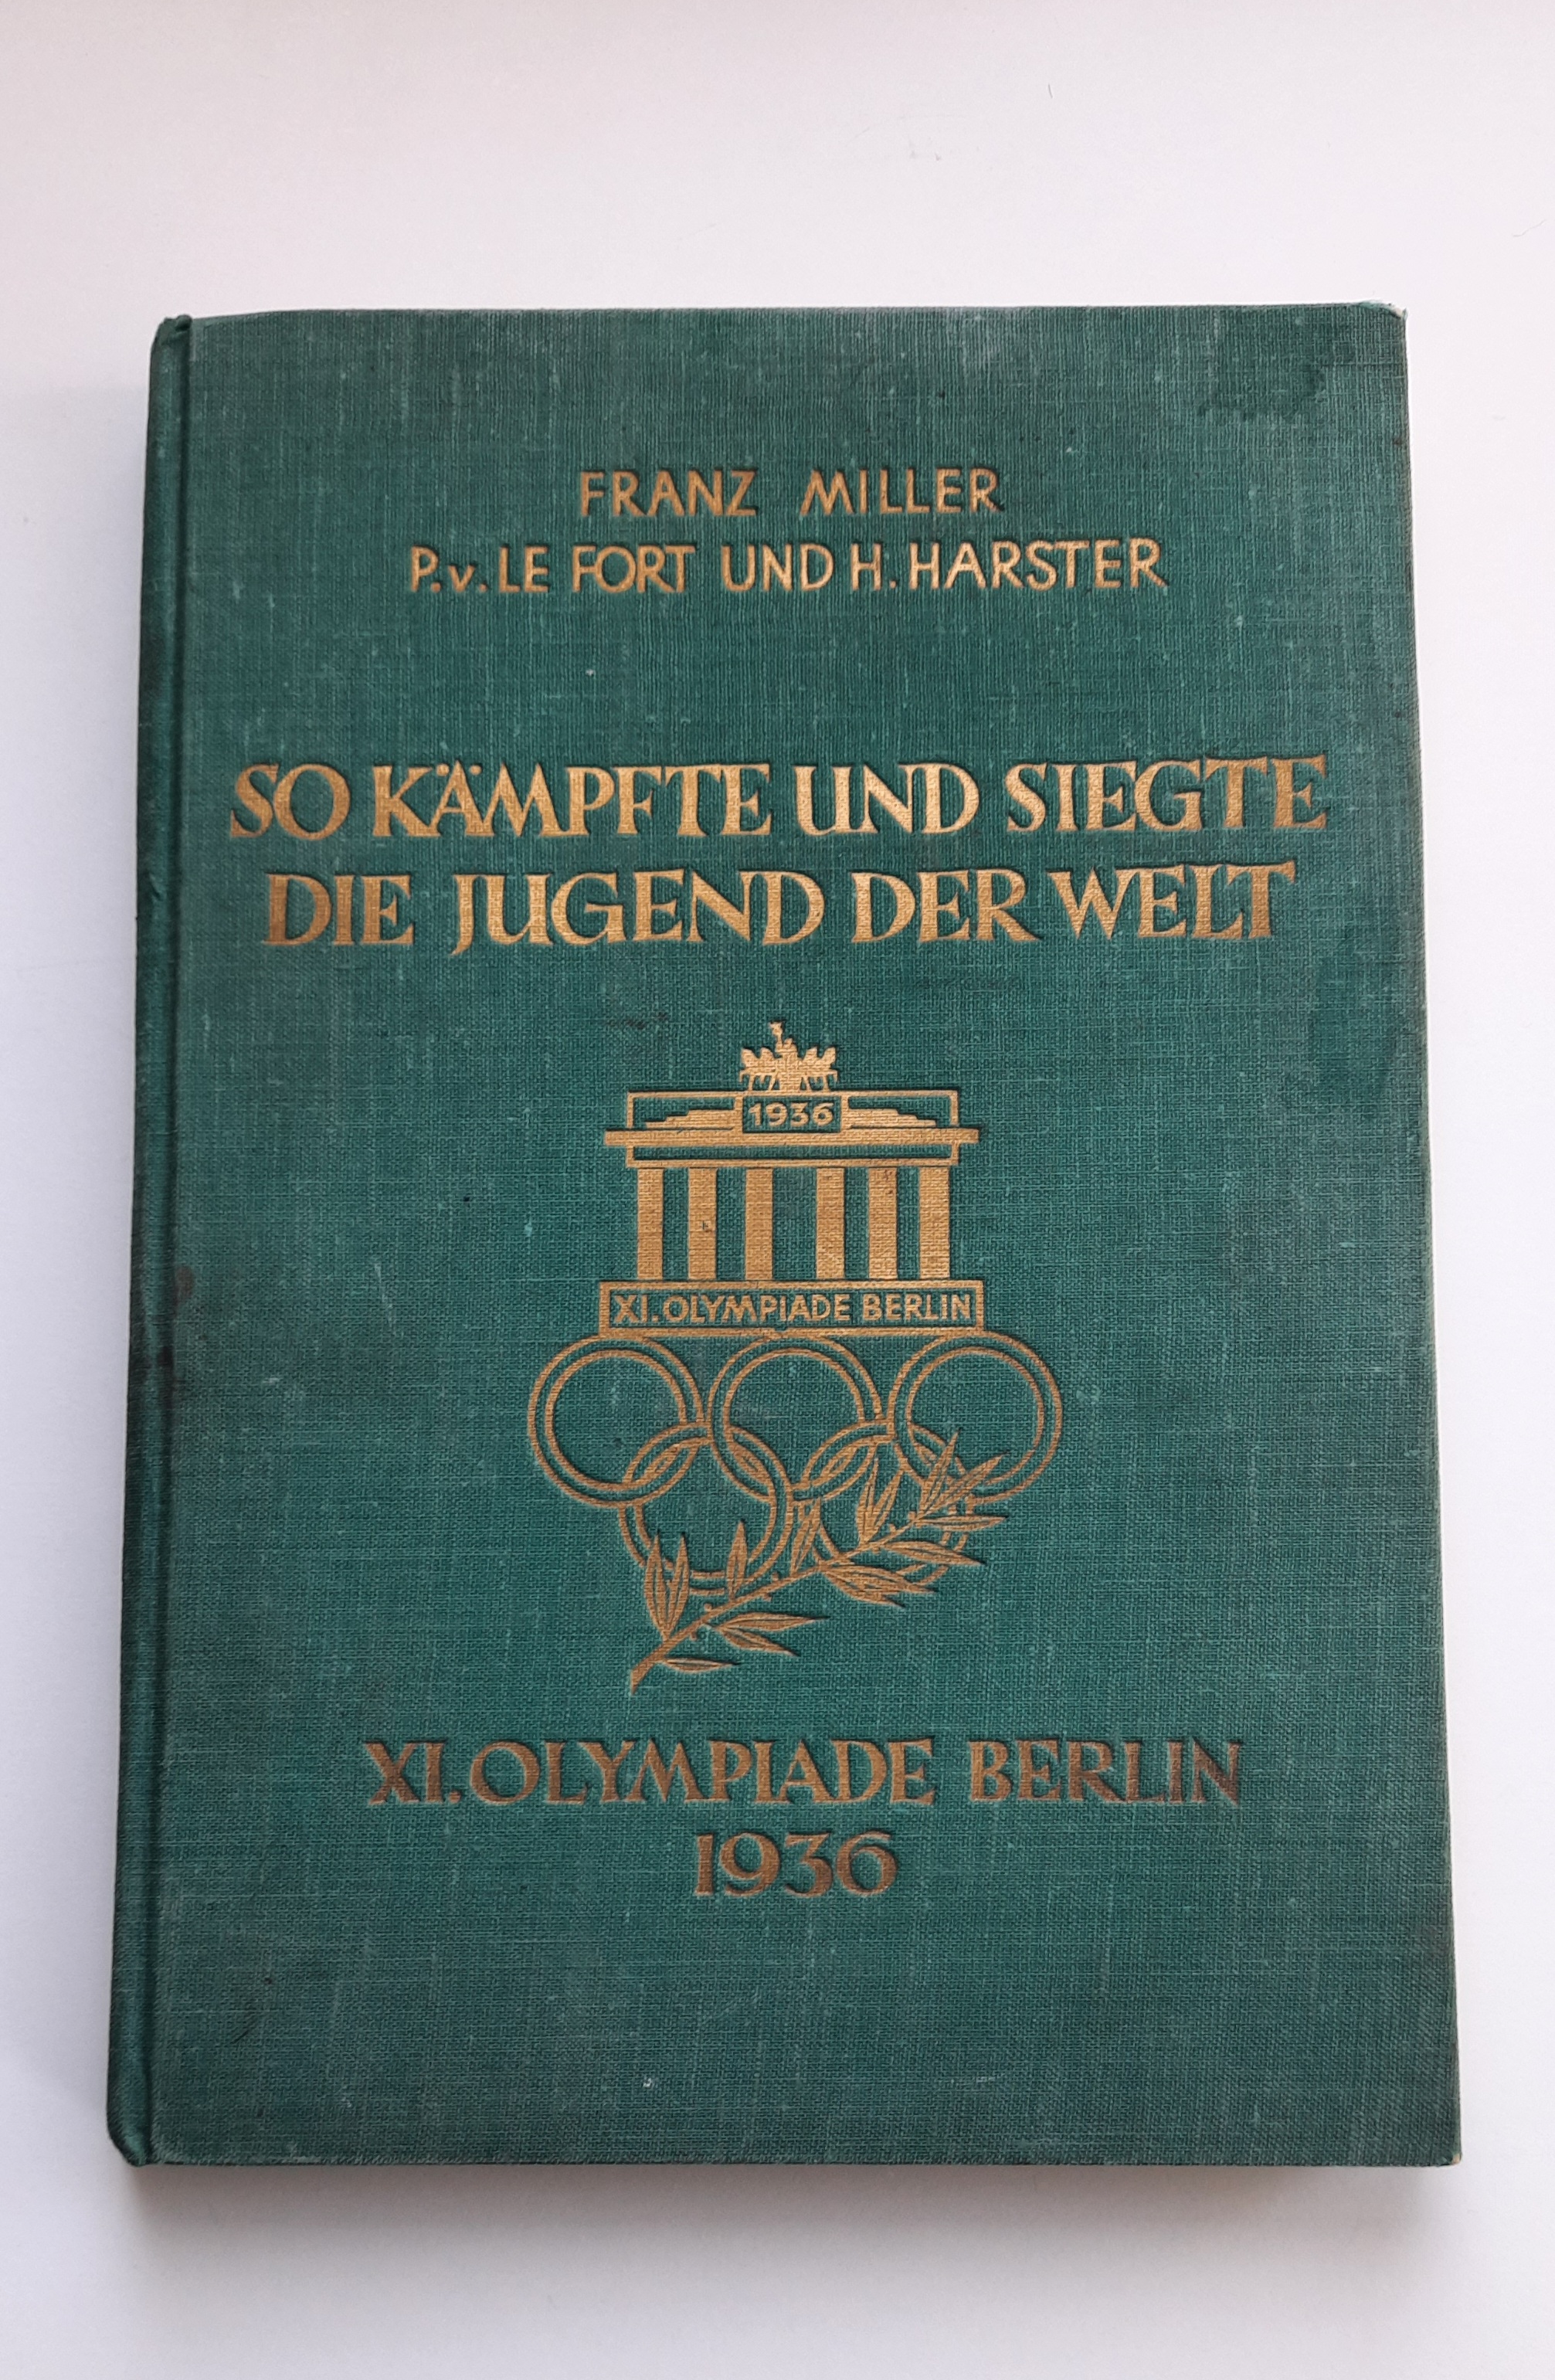 FRANZ MILLER
P.v. LE FORT UND H. HARSTER
SO KÄMPFTE UND SIEGTE
DIE JUGEND DER WELT
1936
XI. OLYMPIADE BERLIN
XI. OLYMPIADE BERLIN
1936